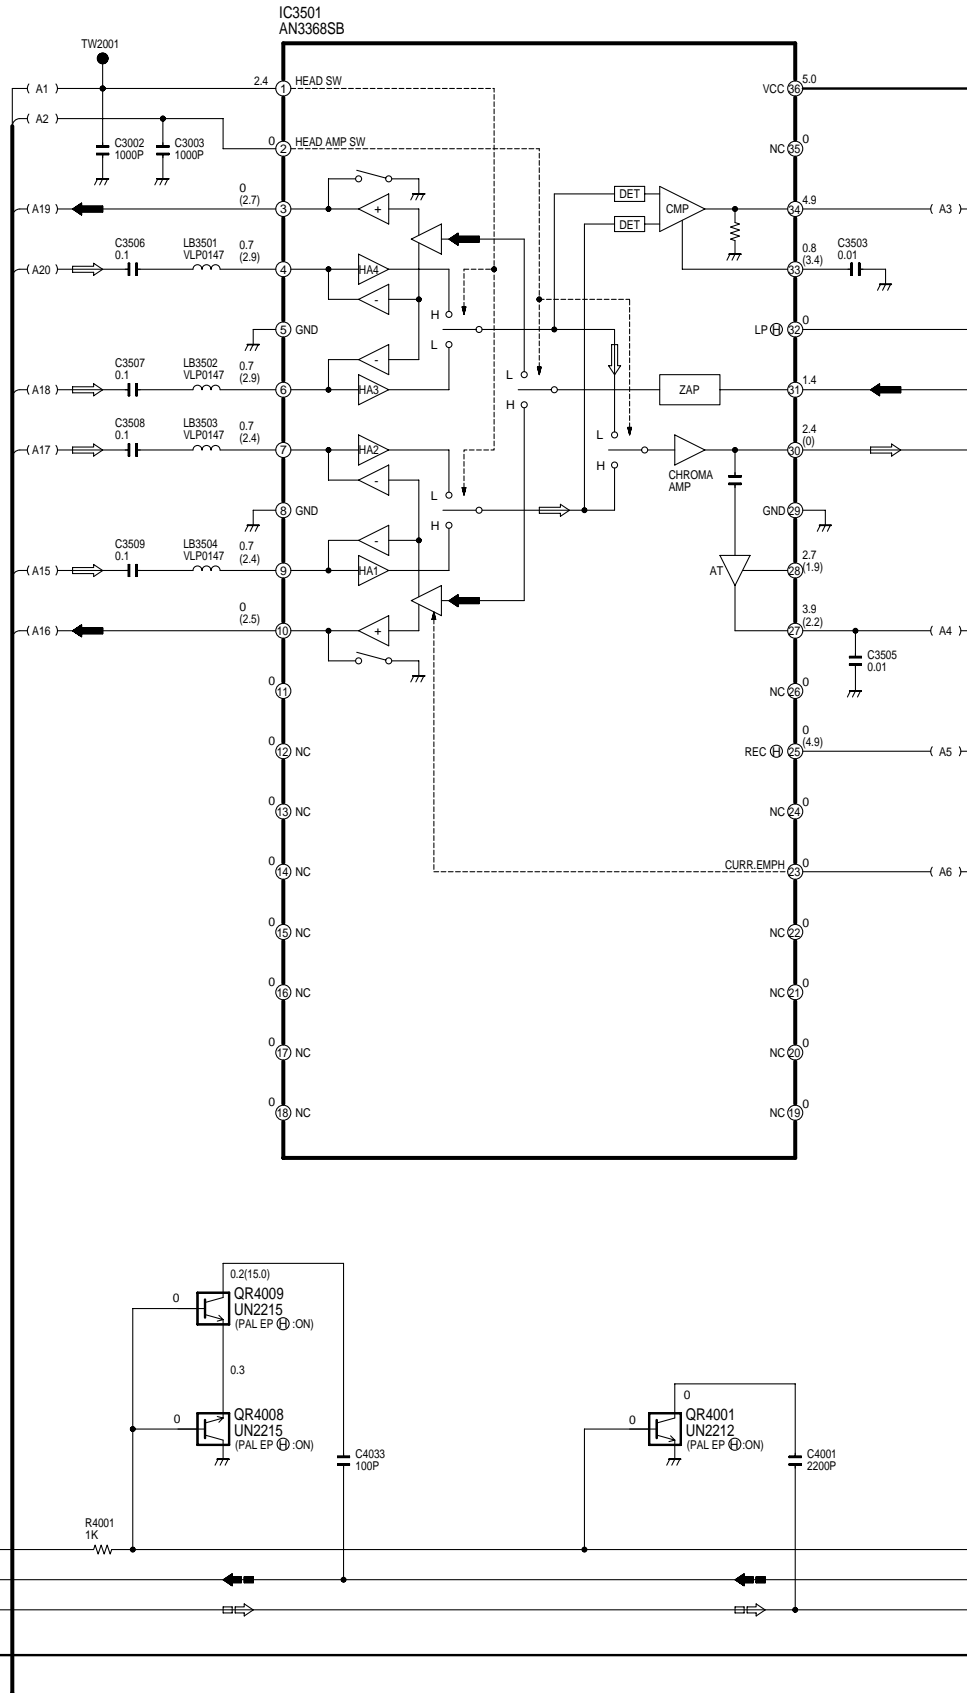 IC3501
AN3368SB
TW2001
A1
2.4
1
HEAD SW
VCC
36
5.0
A2
C3002
1000P
C3003
1000P
0
2
HEAD AMP SW
NC
35
0
A19
0
(2.7)
3
+
DET
DET
CMP
34
4.9
A3
A20
C3506
0.1
LB3501
VLP0147
0.7
(2.9)
4
HA4
-
33
0.8
(3.4)
C3503
0.01
H
L
5
GND
LP H
32
0
A18
C3507
0.1
LB3502
VLP0147
0.7
(2.9)
6
-
HA3
L
H
ZAP
31
1.4
A17
C3508
0.1
LB3503
VLP0147
0.7
(2.4)
7
HA2
-
L
H
CHROMA
AMP
30
2.4
(0)
8
GND
L
H
GND
29
A15
C3509
0.1
LB3504
VLP0147
0.7
(2.4)
9
-
HA1
AT
28
2.7
(1.9)
A16
0
(2.5)
10
+
27
3.9
(2.2)
A4
C3505
0.01
0
11
NC
26
0
0
12
NC
REC H
25
0
(4.9)
A5
0
13
NC
NC
24
0
0
14
NC
CURR.EMPH
23
0
A6
0
15
NC
NC
22
0
0
16
NC
NC
21
0
0
17
NC
NC
20
0
0
18
NC
NC
19
0
0.2(15.0)
0
QR4009
UN2215
(PAL EP H :ON)
0.3
0
QR4008
UN2215
(PAL EP H :ON)
C4033
100P
0
0
QR4001
UN2212
(PAL EP H :ON)
C4001
2200P
R4001
1K